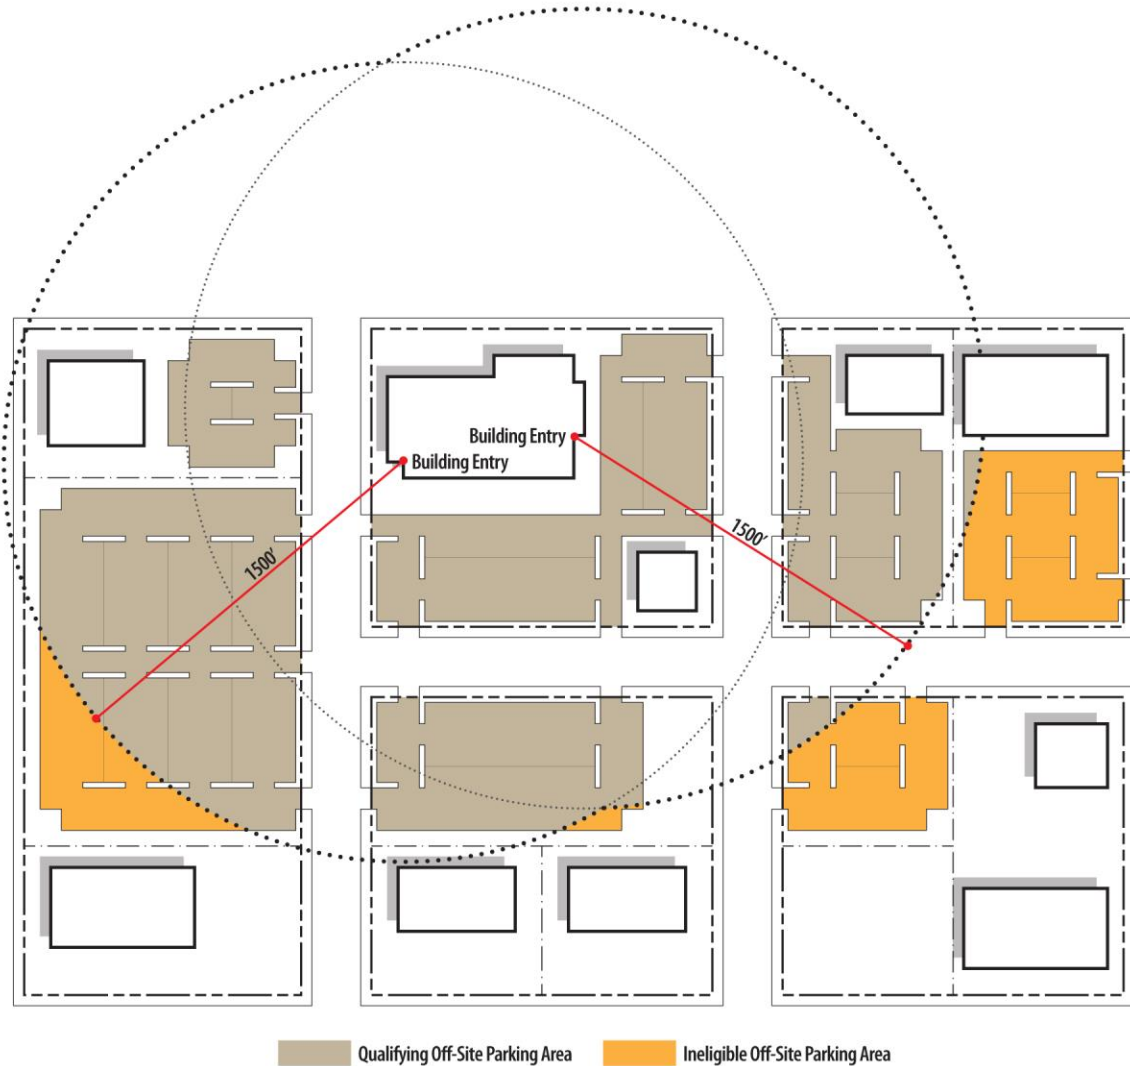 Building Entry
Building Entry
1500'
1500'
Qualifying Off-Site Parking Area
Ineligible Off-Site Parking Area